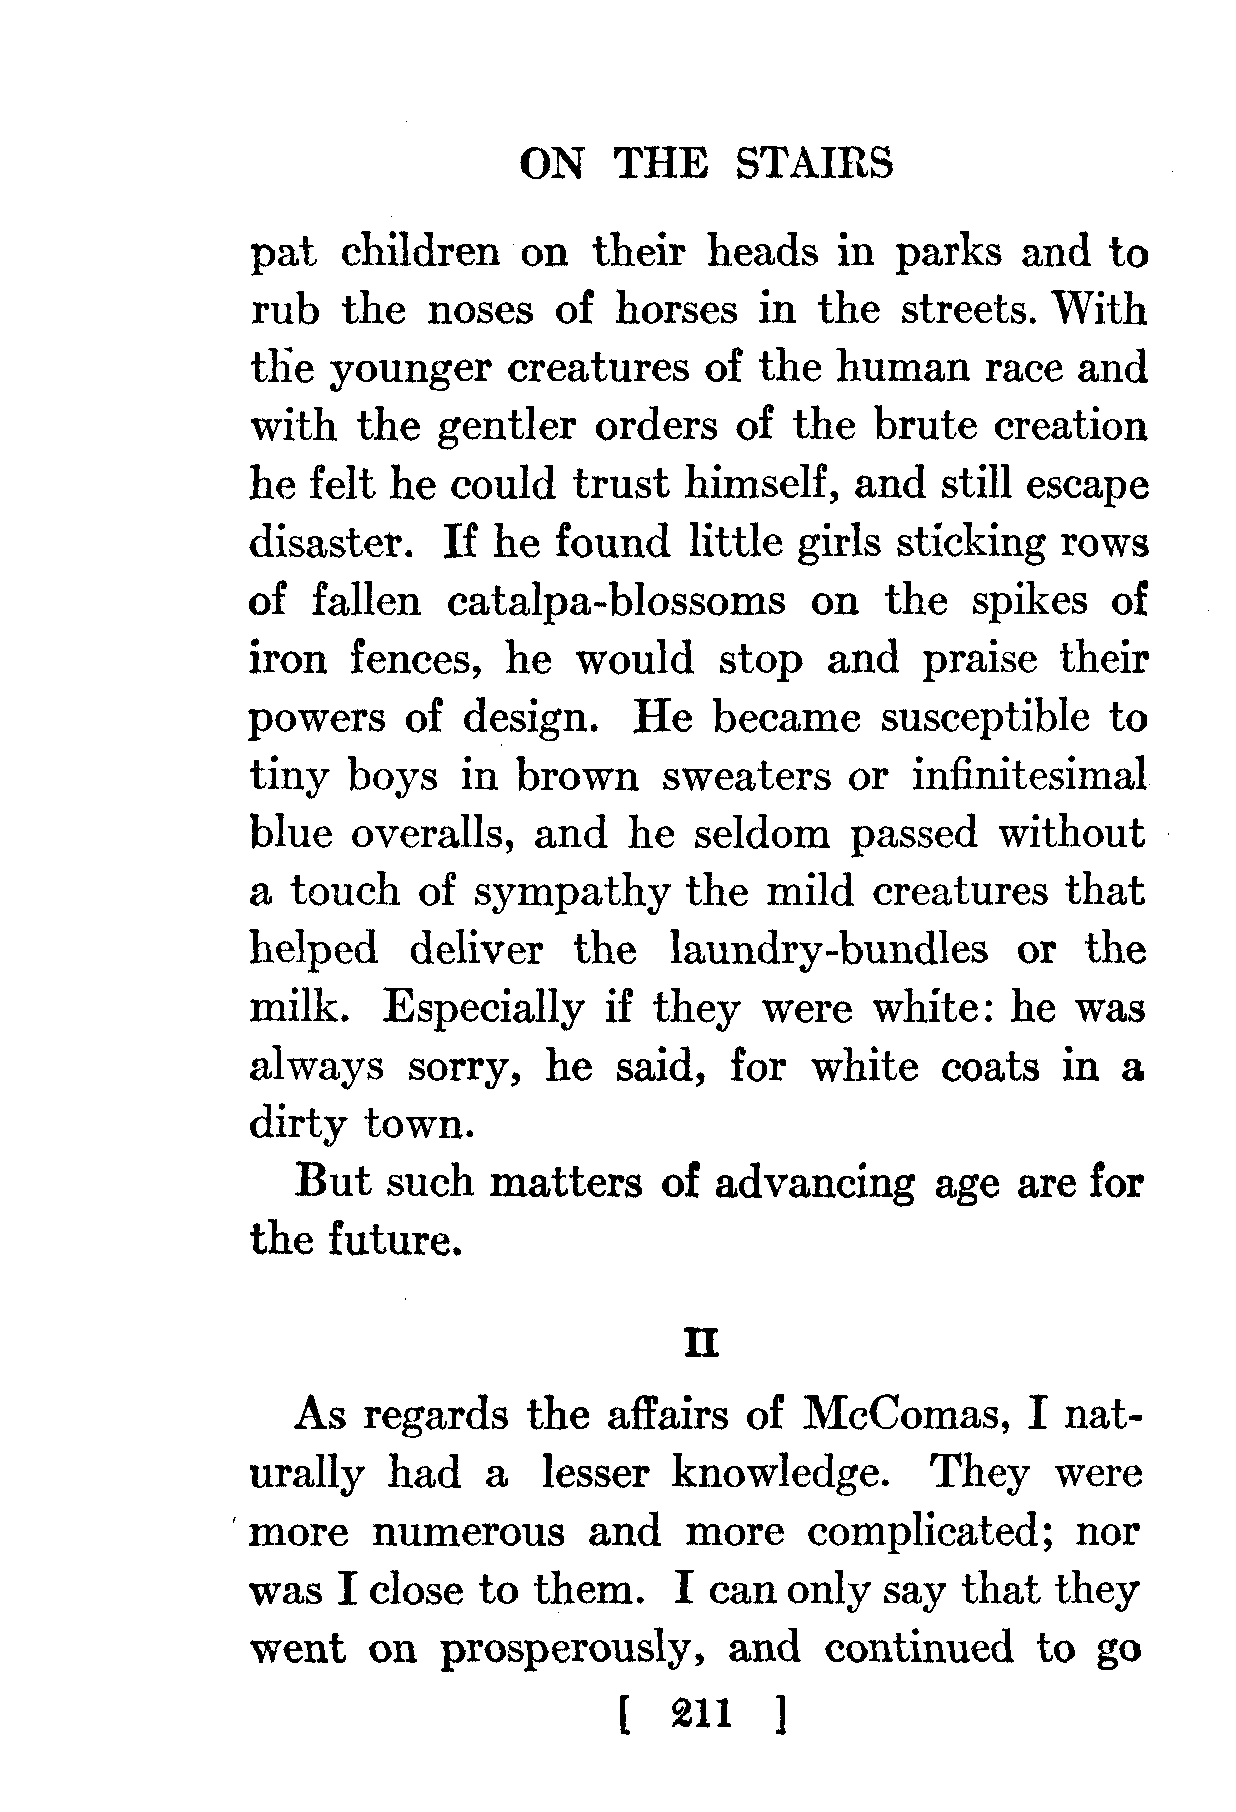 ON THE STAIRS
pat children on their heads in parks and to
rub the noses of horses in the streets. With
the younger creatures of the human race and
with the gentler orders of the brute creation
he felt he could trust himself, and still escape
disaster. If he found little girls sticking rows
of fallen catalpa-blossoms on the spikes of
iron fences, he would stop and praise their
powers of design. He became susceptible to
tiny boys in brown sweaters or infinitesimal
blue overalls, and he seldom passed without
a touch of sympathy the mild creatures that
helped deliver the laundry-bundles or the
milk. Especially if they were white: he was
always sorry, he said, for white coats in a
dirty town.
But such matters of advancing age are for
the future.
II
As regards the affairs of McComas, I nat-
urally had a lesser knowledge. They were
more numerous and more complicated; nor
was I close to them. I can only say that they
went on prosperously, and continued to go
[ 211 ]